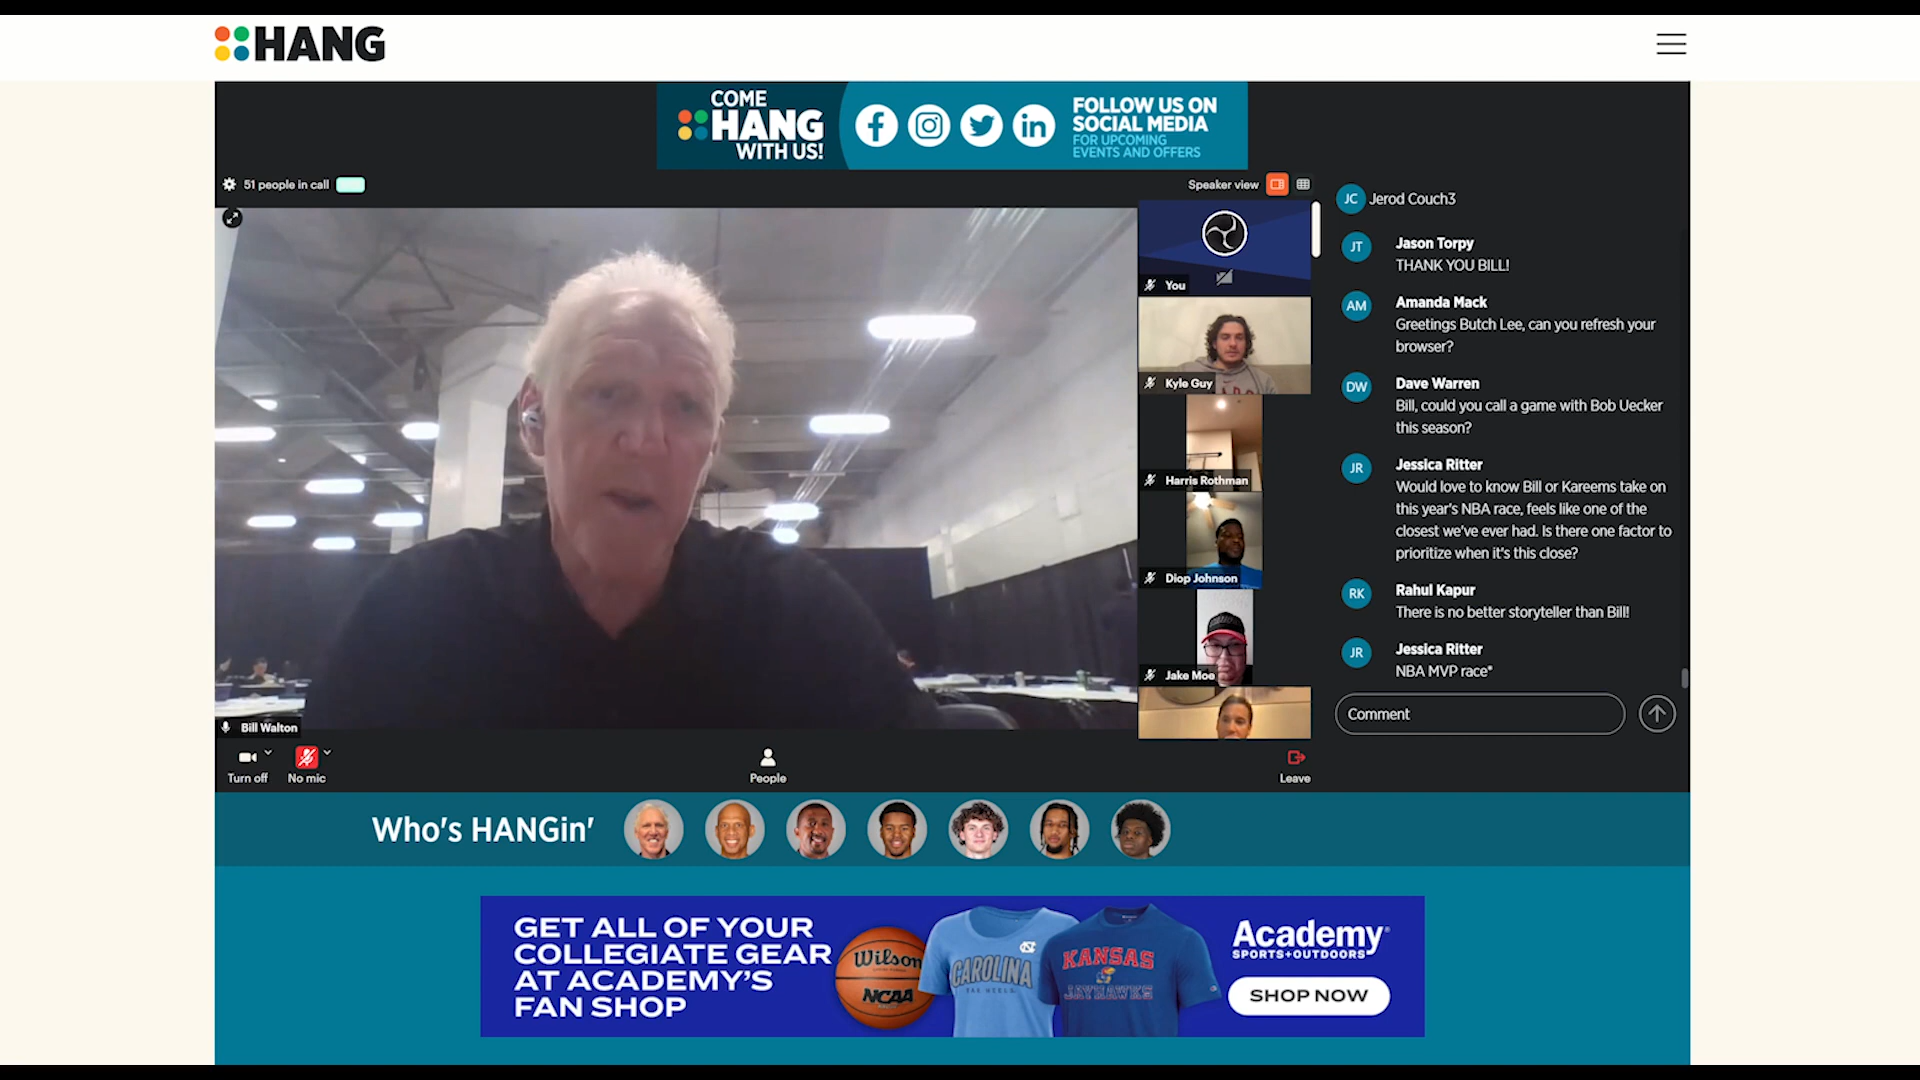 HANG
COME
HANG
WITH US!
FOLLOW US ON
SOCIAL MEDIA
FOR UPCOMING
EVENTS AND OFFERS
51 people in call
Speaker view
You
Kyle Guy
Harris Rothman
Diop Johnson
Jake Moe
Bill Walton
Turn off
No mic
People
Leave
JC Jerod Couch3
JT Jason Torpy
THANK YOU BILL!
AM Amanda Mack
Greetings Butch Lee, can you refresh your
browser?
DW Dave Warren
Bill, could you call a game with Bob Uecker
this season?
JR Jessica Ritter
Would love to know Bill or Kareems take on
this year's NBA race, feels like one of the
closest we've ever had. Is there one factor to
prioritize when it's this close?
RK Rahul Kapur
There is no better storyteller than Bill!
JR Jessica Ritter
NBA MVP race*
Comment
Who's HANGin'
GET ALL OF YOUR
COLLEGIATE GEAR
AT ACADEMY'S
FAN SHOP
Wilson
NCAA
CAROLINA
TAR HEELS
KANSAS
JAYHAWKS
Academy
SPORTS+OUTDOORS
SHOP NOW